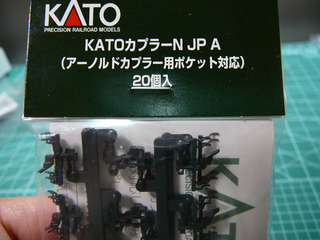 KATO
PRECISION RAILROAD MODELS
KATOカプラーN JP A
(アーノルドカプラー用ポケット対応)
20個入